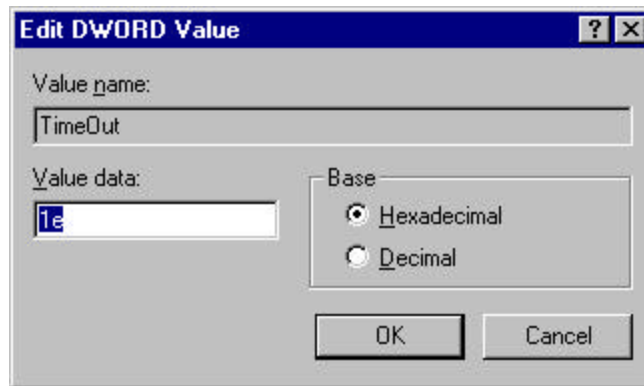 Edit DWORD Value
Value name:
TimeOut
Value data:
1e
Base
Hexadecimal
Decimal
OK
Cancel